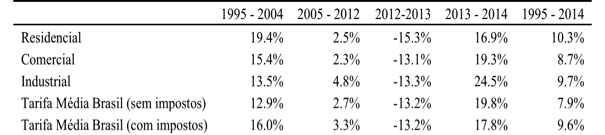 1995 - 2004 2005 - 2012 2012-2013 2013 - 2014 1995 - 2014
Residencial 19.4% 2.5% -15.3% 16.9% 10.3%
Comercial 15.4% 2.3% -13.1% 19.3% 8.7%
Industrial 13.5% 4.8% -13.3% 24.5% 9.7%
Tarifa Média Brasil (sem impostos) 12.9% 2.7% -13.2% 19.8% 7.9%
Tarifa Média Brasil (com impostos) 16.0% 3.3% -13.2% 17.8% 9.6%